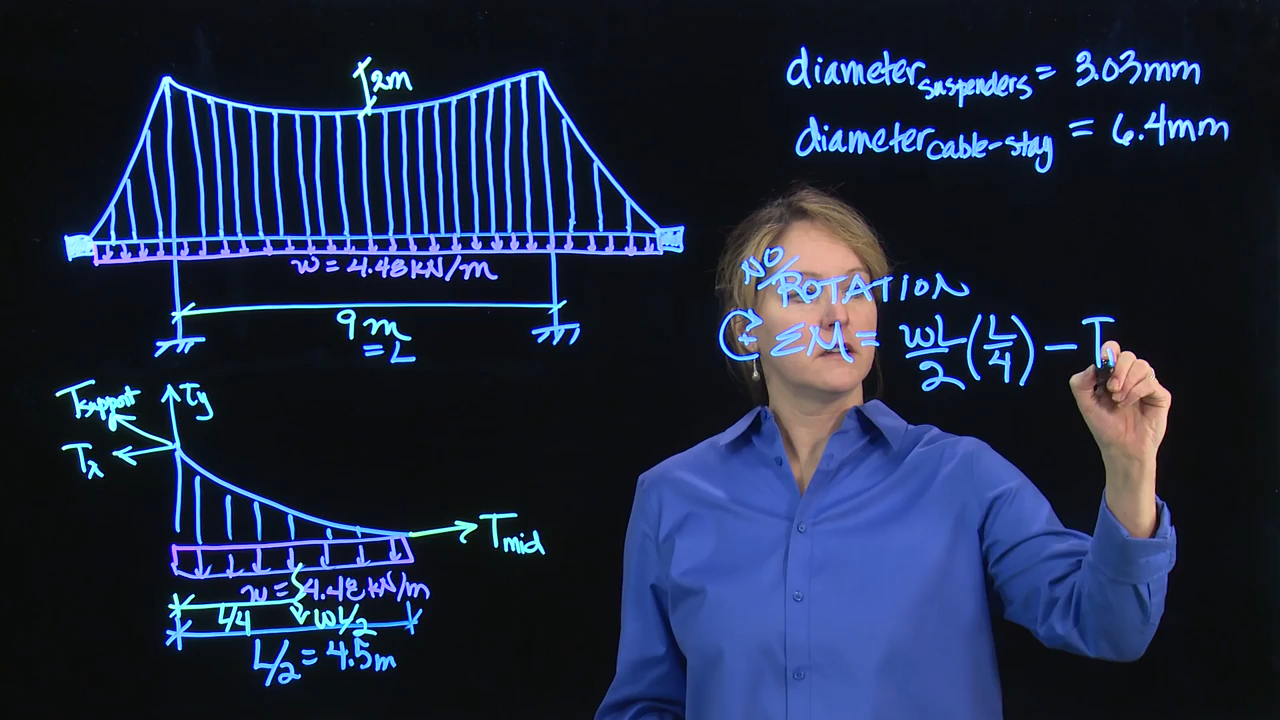 2m
w = 4.48 kN/m
9 m
= L
diameter suspenders = 3.03mm
diameter cable-stay = 6.4mm
NO/ROTATION
+ ΣM = wL/2 (L/4) - T
Tsupport
Ty
Tx
Tmid
w = 4.48 kN/m
L/4 wL/2
L/2 = 4.5m